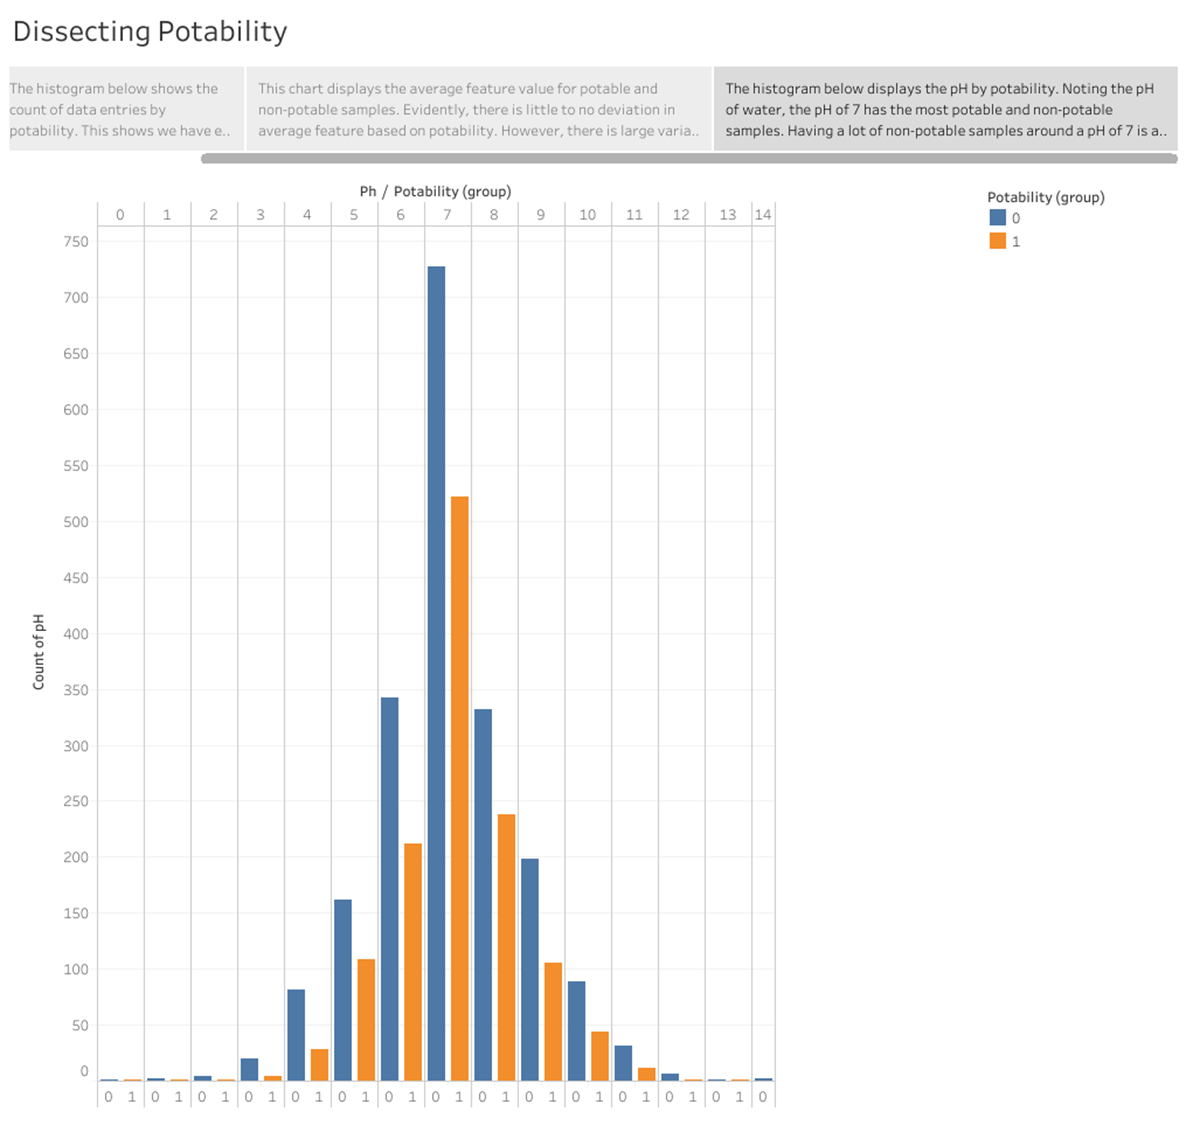 Dissecting Potability
The histogram below shows the
count of data entries by
potability. This shows we have e..
This chart displays the average feature value for potable and
non-potable samples. Evidently, there is little to no deviation in
average feature based on potability. However, there is large varia..
The histogram below displays the pH by potability. Noting the pH
of water, the pH of 7 has the most potable and non-potable
samples. Having a lot of non-potable samples around a pH of 7 is a..
Ph / Potability (group)
0 1 2 3 4 5 6 7 8 9 10 11 12 13 14
750
700
650
600
550
500
450
400
350
300
250
200
150
100
50
0
Count of pH
0 1 0 1 0 1 0 1 0 1 0 1 0 1 0 1 0 1 0 1 0 1 0 1 0 1 0 1 0
Potability (group)
0
1